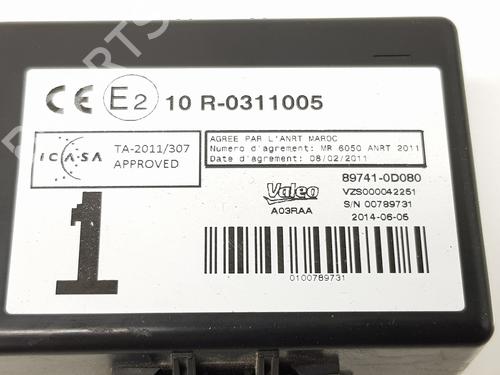 CE E2 10 R-0311005
ICASA
TA-2011/307
APPROVED
AGREE PAR L'ANRT MAROC
Numero d'agrement: MR 6050 ANRT 2011
Date d'agrement: 08/02/2011
1
Valeo
A03RAA
89741-0D080
VZS000042251
S/N 00789731
2014-06-05
0100789731